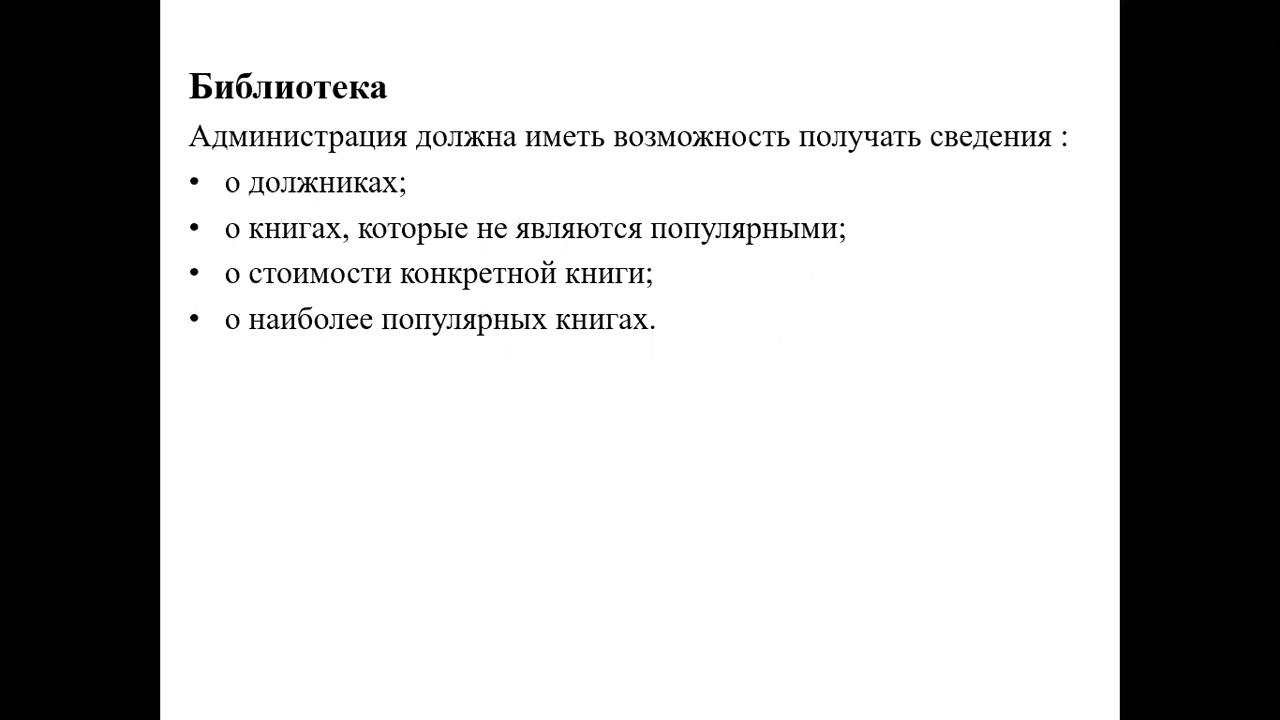 Библиотека
Администрация должна иметь возможность получать сведения :
• о должниках;
• о книгах, которые не являются популярными;
• о стоимости конкретной книги;
• о наиболее популярных книгах.